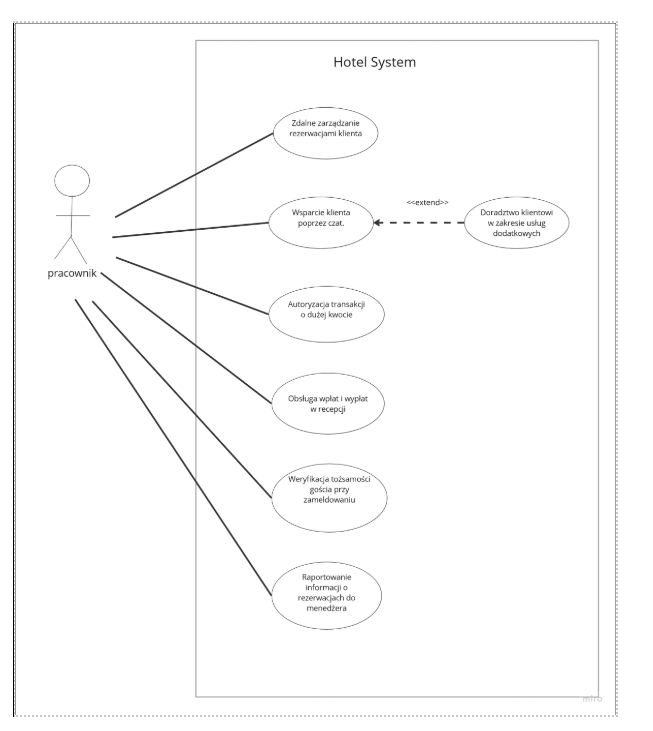 Hotel System
Zdalne zarządzanie
rezerwacjami klienta
pracownik
Wsparcie klienta
poprzez czat.
<<extend>>
Doradztwo klientowi
w zakresie usług
dodatkowych
Autoryzacja transakcji
o dużej kwocie
Obsługa wpłat i wypłat
w recepcji
Weryfikacja tożsamości
gościa przy
zameldowaniu
Raportowanie
informacji o
rezerwacjach do
menedżera
miro